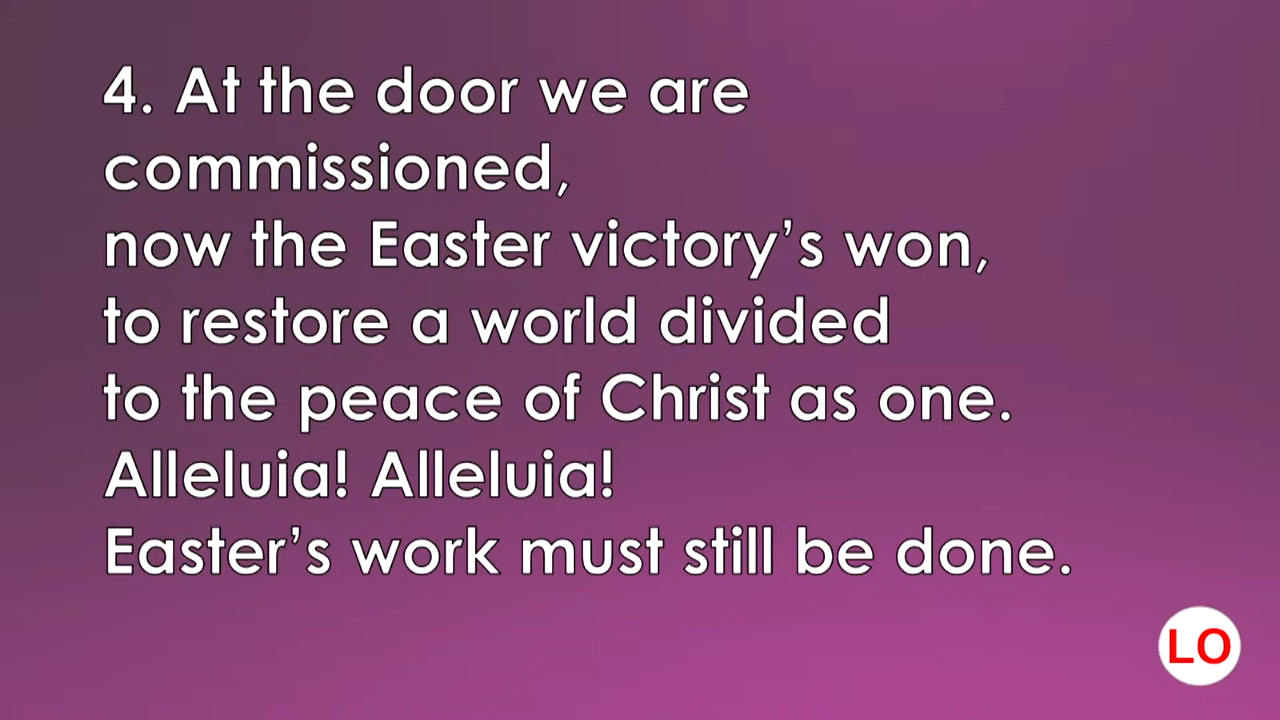 4. At the door we are
commissioned,
now the Easter victory’s won,
to restore a world divided
to the peace of Christ as one.
Alleluia! Alleluia!
Easter’s work must still be done.
LO